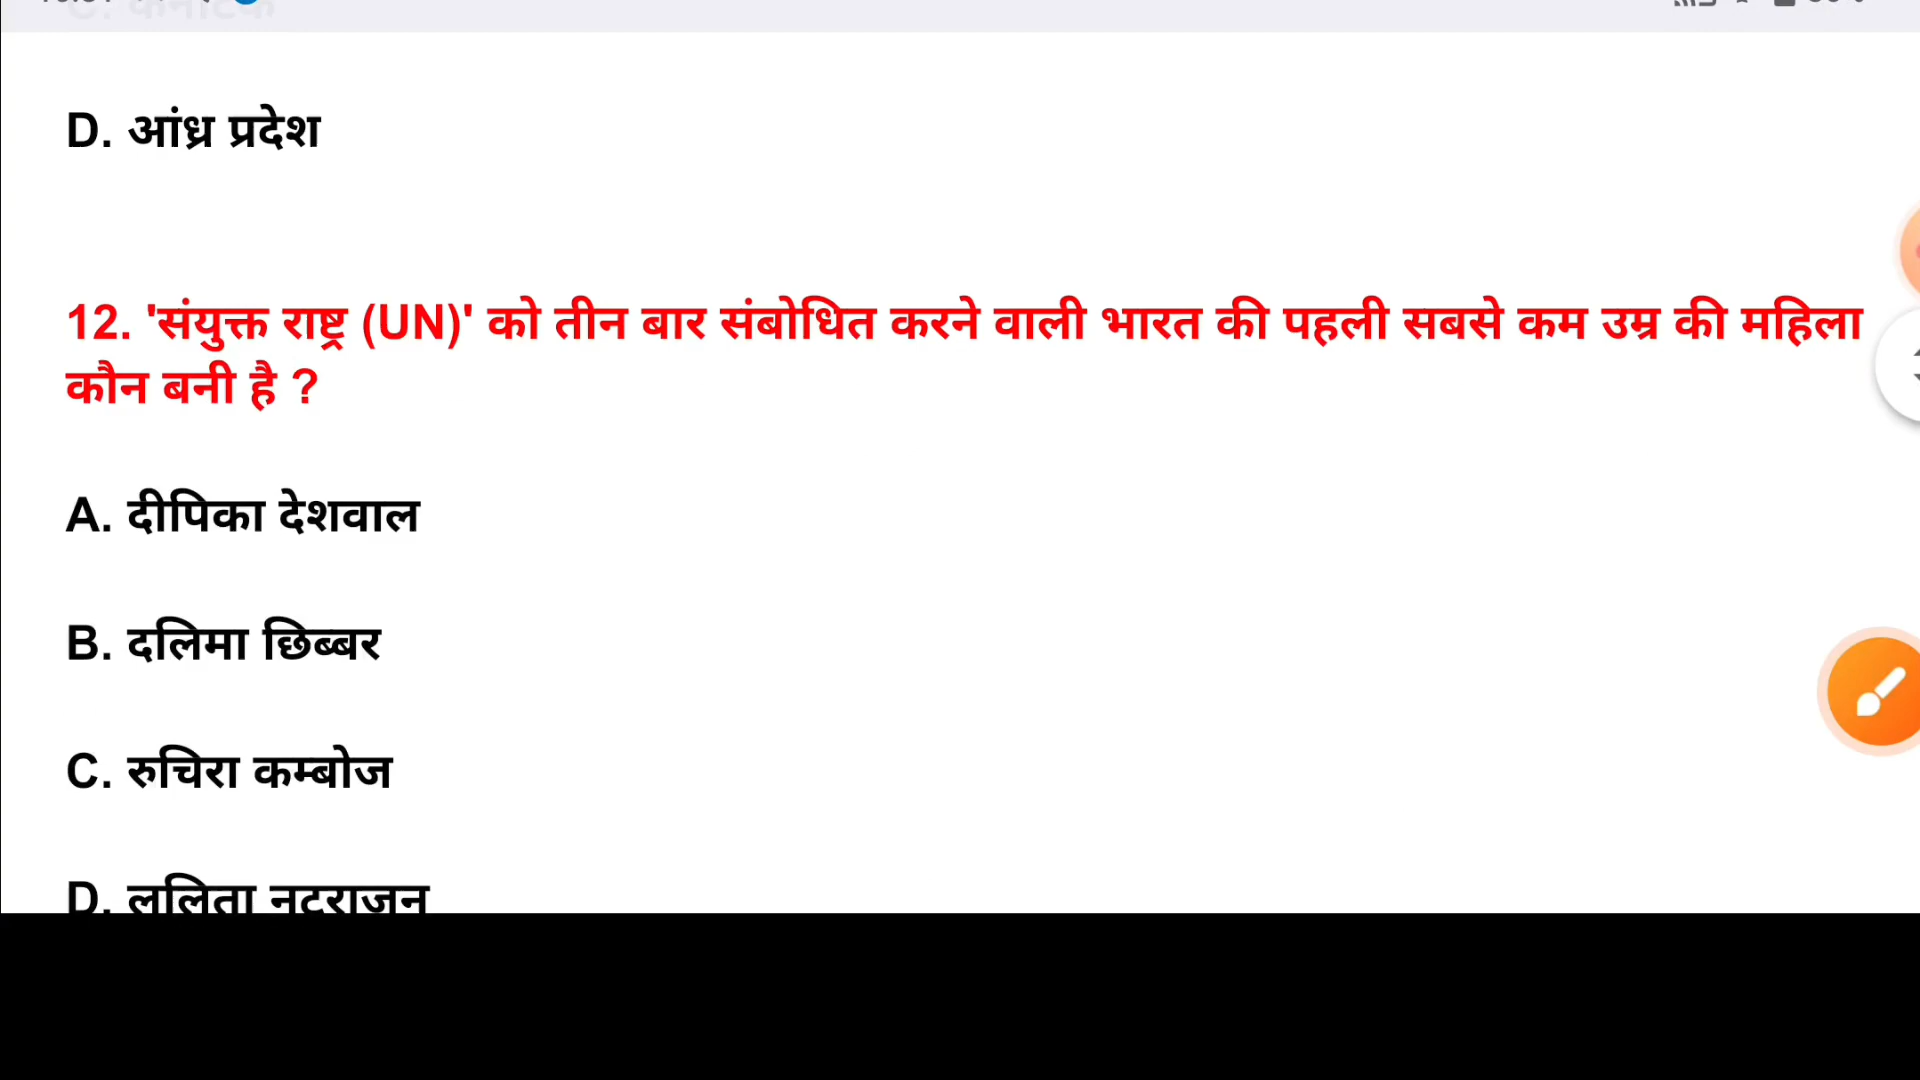 D. आंध्र प्रदेश
12. 'संयुक्त राष्ट्र (UN)' को तीन बार संबोधित करने वाली भारत की पहली सबसे कम उम्र की महिला
कौन बनी है ?
A. दीपिका देशवाल
B. दलिमा छिब्बर
C. रुचिरा कम्बोज
D. ललिता नटराजन